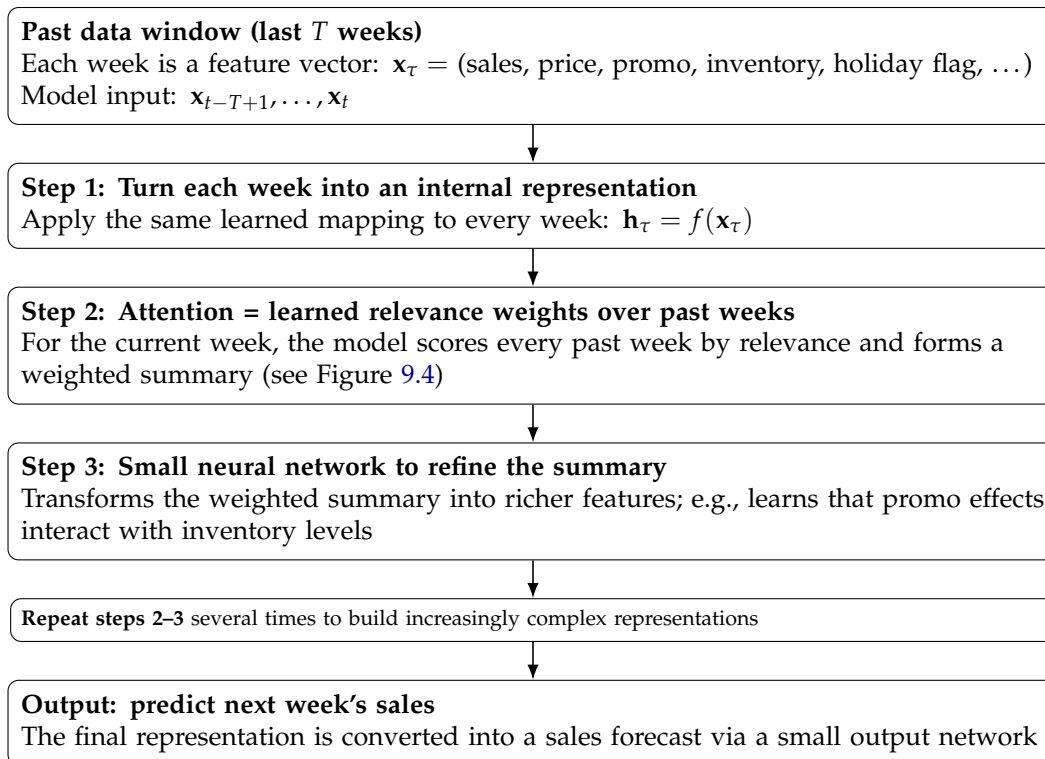 Past data window (last T weeks)
Each week is a feature vector: x_τ = (sales, price, promo, inventory, holiday flag, …)
Model input: x_{t−T+1}, …, x_t
Step 1: Turn each week into an internal representation
Apply the same learned mapping to every week: h_τ = f(x_τ)
Step 2: Attention = learned relevance weights over past weeks
For the current week, the model scores every past week by relevance and forms a
weighted summary (see Figure 9.4)
Step 3: Small neural network to refine the summary
Transforms the weighted summary into richer features; e.g., learns that promo effects
interact with inventory levels
Repeat steps 2–3 several times to build increasingly complex representations
Output: predict next week's sales
The final representation is converted into a sales forecast via a small output network